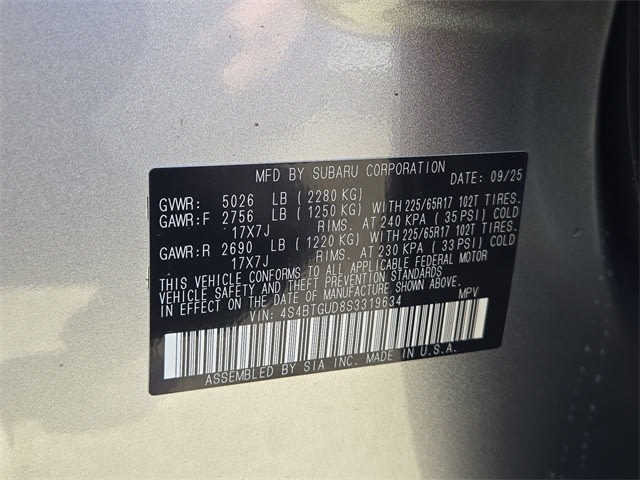 MFD BY SUBARU CORPORATION DATE: 09/25
GVWR: 5026 LB ( 2280 KG)
GAWR:F 2756 LB ( 1250 KG) WITH 225/65R17 102T TIRES.
17X7J RIMS. AT 240 KPA ( 35 PSI) COLD
GAWR:R 2690 LB ( 1220 KG) WITH 225/65R17 102T TIRES.
17X7J RIMS. AT 230 KPA ( 33 PSI) COLD
THIS VEHICLE CONFORMS TO ALL APPLICABLE FEDERAL MOTOR
VEHICLE SAFETY AND THEFT PREVENTION STANDARDS
IN EFFECT ON THE DATE OF MANUFACTURE SHOWN ABOVE.
VIN: 4S4BTGUD8S3319634 MPV
ASSEMBLED BY SIA INC. MADE IN U.S.A.